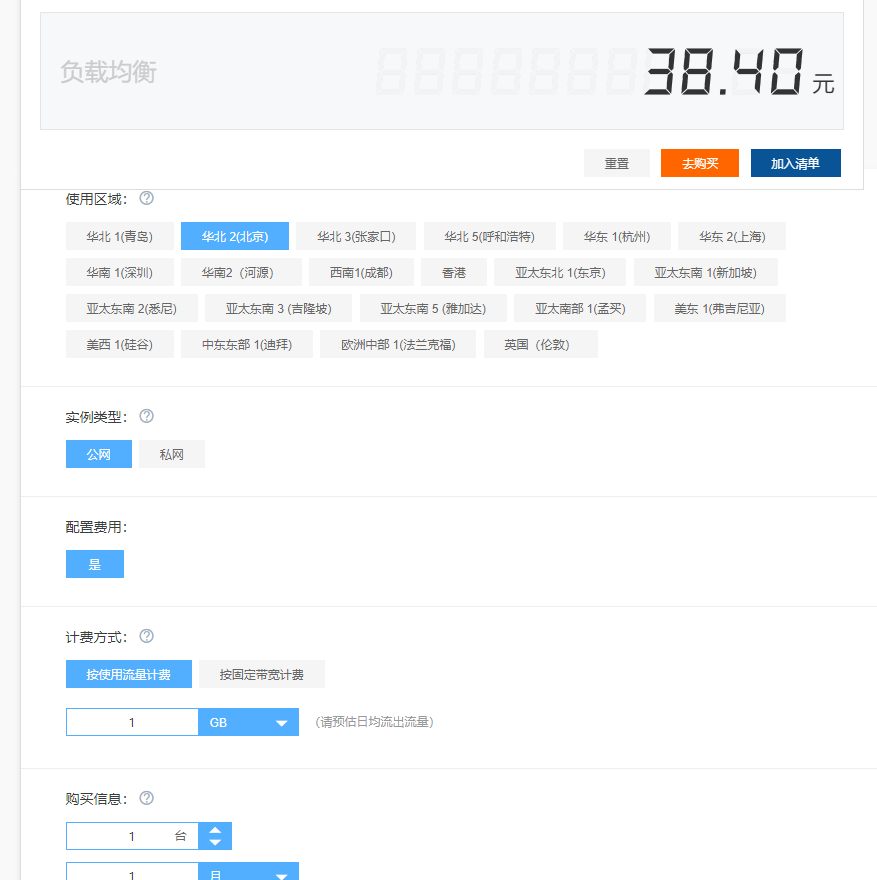 负载均衡
38.40 元
重置 去购买 加入清单
使用区域：
华北 1(青岛) 华北 2(北京) 华北 3(张家口) 华北 5(呼和浩特) 华东 1(杭州) 华东 2(上海)
华南 1(深圳) 华南2（河源） 西南1(成都) 香港 亚太东北 1(东京) 亚太东南 1(新加坡)
亚太东南 2(悉尼) 亚太东南 3 (吉隆坡) 亚太东南 5 (雅加达) 亚太南部 1(孟买) 美东 1(弗吉尼亚)
美西 1(硅谷) 中东东部 1(迪拜) 欧洲中部 1(法兰克福) 英国（伦敦）
实例类型：
公网 私网
配置费用：
是
计费方式：
按使用流量计费 按固定带宽计费
1 GB （请预估日均流出流量）
购买信息：
1 台
1 月